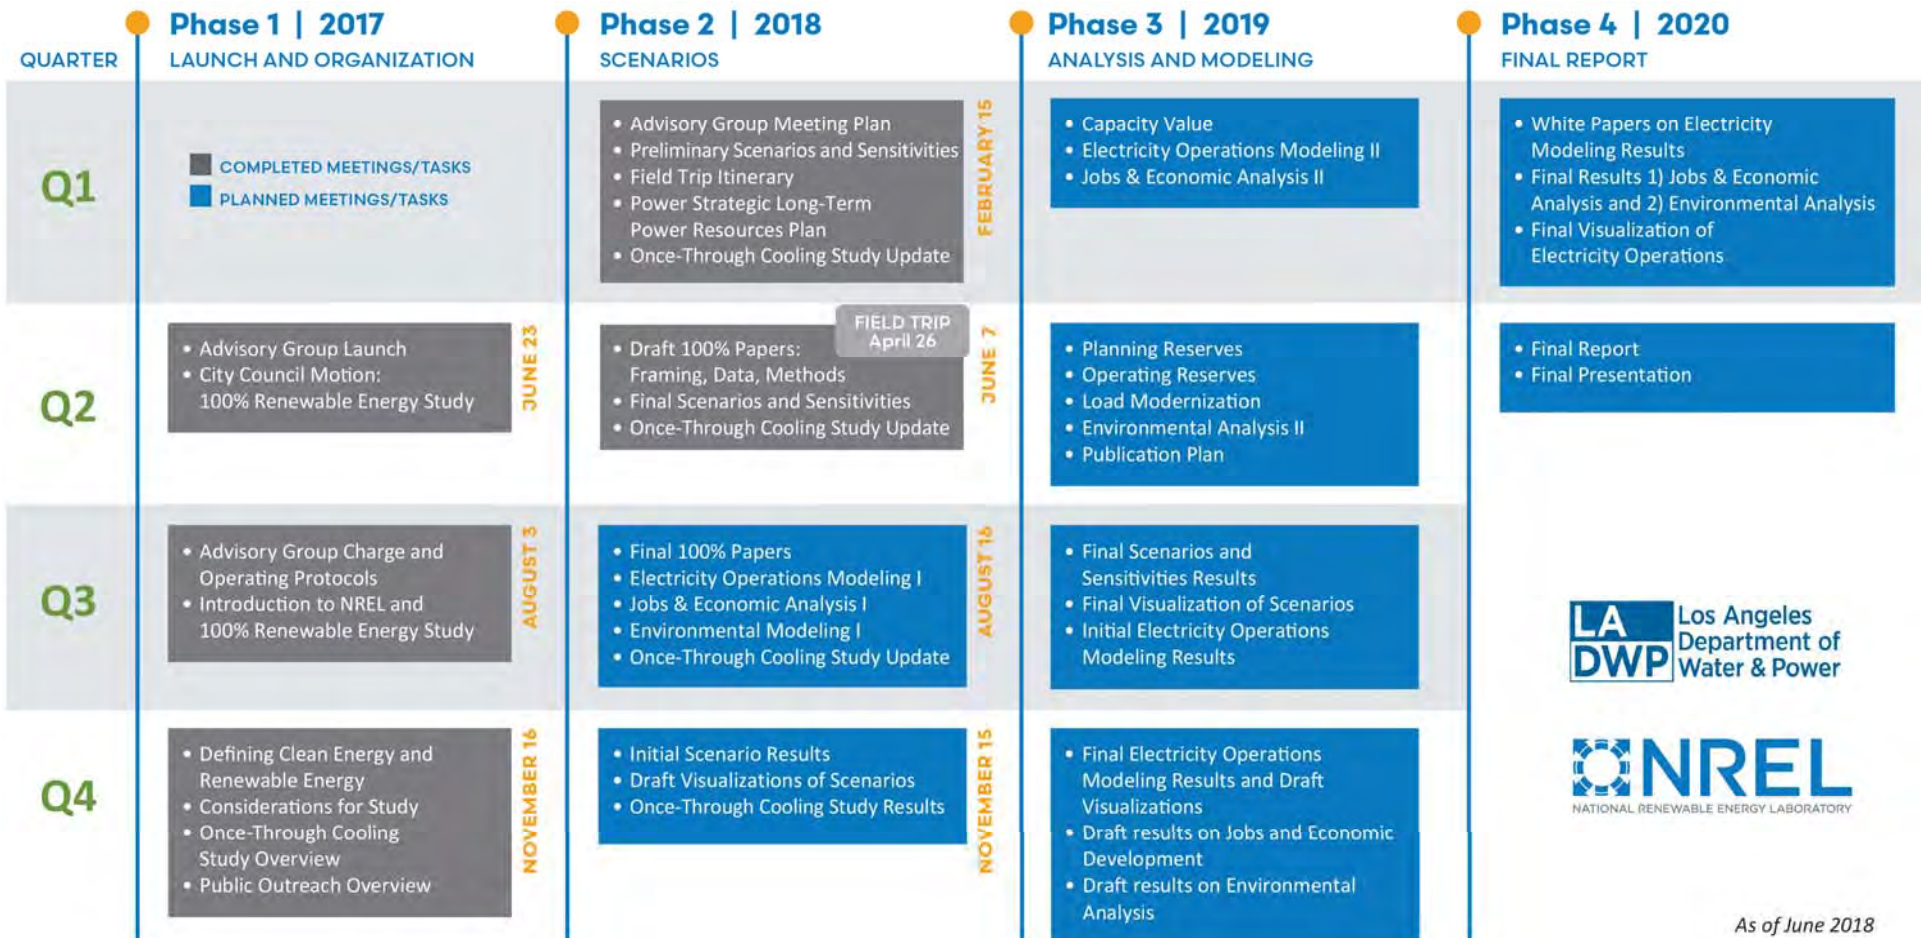 QUARTER
Phase 1 | 2017
LAUNCH AND ORGANIZATION
Phase 2 | 2018
SCENARIOS
Phase 3 | 2019
ANALYSIS AND MODELING
Phase 4 | 2020
FINAL REPORT
Q1
COMPLETED MEETINGS/TASKS
PLANNED MEETINGS/TASKS
• Advisory Group Meeting Plan
• Preliminary Scenarios and Sensitivities
• Field Trip Itinerary
• Power Strategic Long-Term
Power Resources Plan
• Once-Through Cooling Study Update
FEBRUARY 15
• Capacity Value
• Electricity Operations Modeling II
• Jobs & Economic Analysis II
• White Papers on Electricity
Modeling Results
• Final Results 1) Jobs & Economic
Analysis and 2) Environmental Analysis
• Final Visualization of
Electricity Operations
Q2
• Advisory Group Launch
• City Council Motion:
100% Renewable Energy Study
JUNE 23
FIELD TRIP
April 26
• Draft 100% Papers:
Framing, Data, Methods
• Final Scenarios and Sensitivities
• Once-Through Cooling Study Update
JUNE 7
• Planning Reserves
• Operating Reserves
• Load Modernization
• Environmental Analysis II
• Publication Plan
• Final Report
• Final Presentation
Q3
• Advisory Group Charge and
Operating Protocols
• Introduction to NREL and
100% Renewable Energy Study
AUGUST 3
• Final 100% Papers
• Electricity Operations Modeling I
• Jobs & Economic Analysis I
• Environmental Modeling I
• Once-Through Cooling Study Update
AUGUST 16
• Final Scenarios and
Sensitivities Results
• Final Visualization of Scenarios
• Initial Electricity Operations
Modeling Results
LA
DWP
Los Angeles
Department of
Water & Power
Q4
• Defining Clean Energy and
Renewable Energy
• Considerations for Study
• Once-Through Cooling
Study Overview
• Public Outreach Overview
NOVEMBER 16
• Initial Scenario Results
• Draft Visualizations of Scenarios
• Once-Through Cooling Study Results
NOVEMBER 15
• Final Electricity Operations
Modeling Results and Draft
Visualizations
• Draft results on Jobs and Economic
Development
• Draft results on Environmental
Analysis
NREL
NATIONAL RENEWABLE ENERGY LABORATORY
As of June 2018